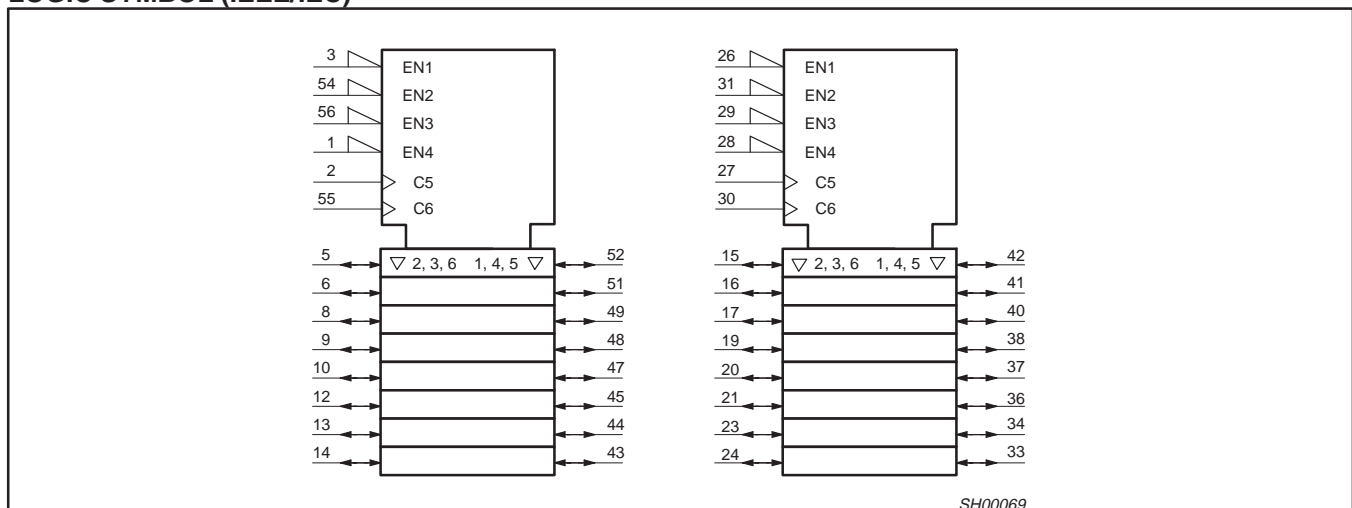 LOGIC SYMBOL (IEEE/IEC)
3 EN1
54 EN2
56 EN3
1 EN4
2 C5
55 C6
5 2, 3, 6 1, 4, 5 52
6 51
8 49
9 48
10 47
12 45
13 44
14 43
26 EN1
31 EN2
29 EN3
28 EN4
27 C5
30 C6
15 2, 3, 6 1, 4, 5 42
16 41
17 40
19 38
20 37
21 36
23 34
24 33
SH00069